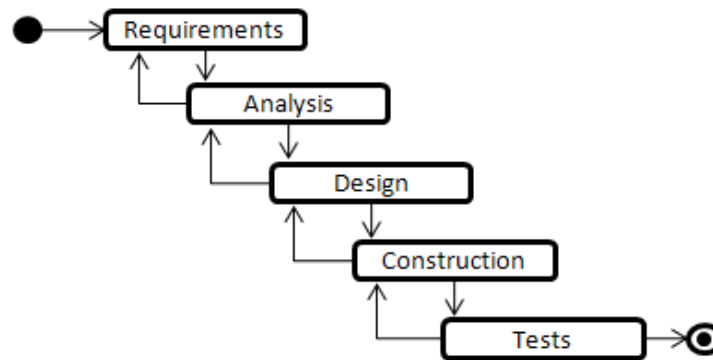 Requirements
Analysis
Design
Construction
Tests